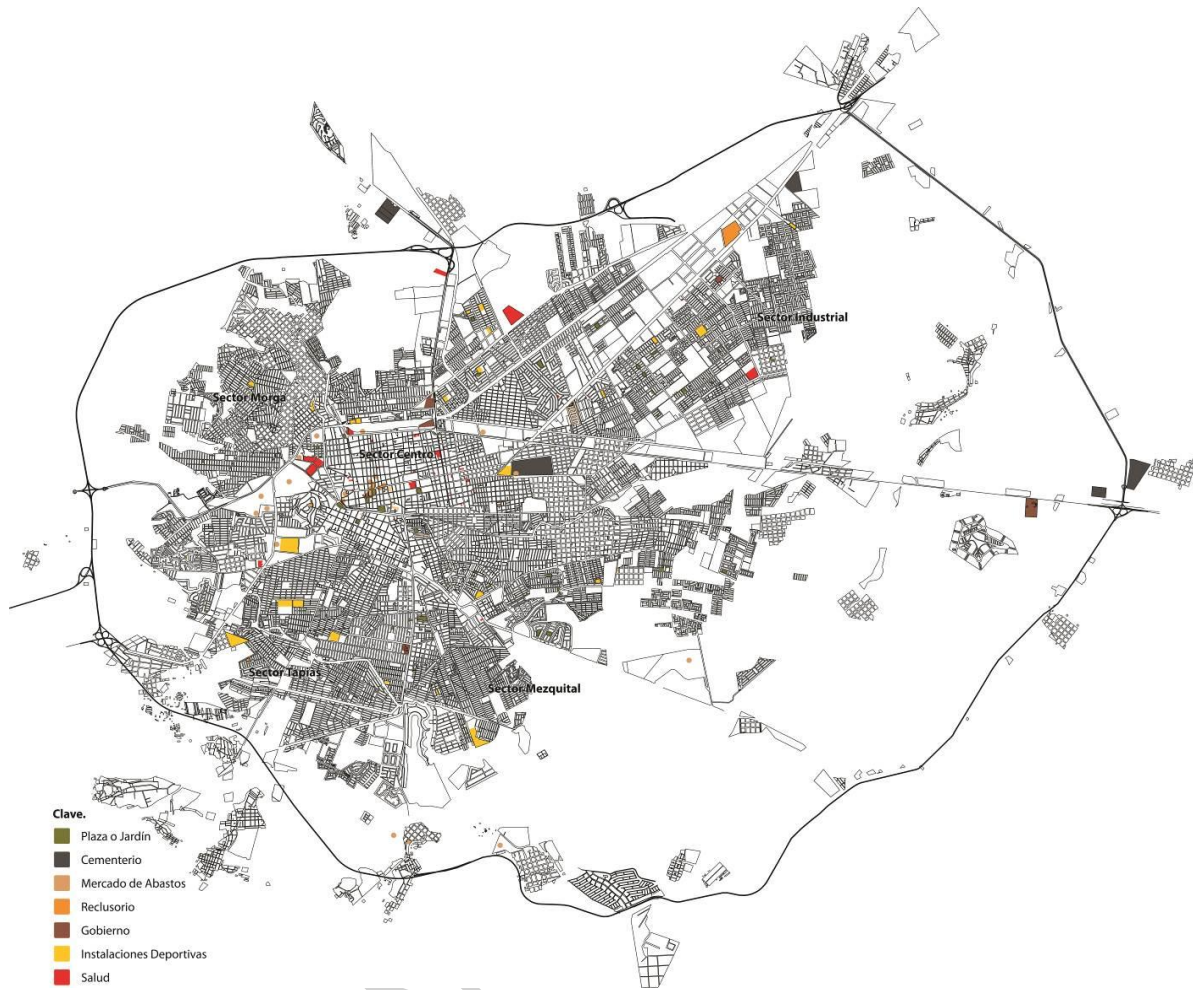 Sector Industrial
Sector Morga
Sector Centro
Sector Tapias
Sector Mezquital
Clave.
Plaza o Jardín
Cementerio
Mercado de Abastos
Reclusorio
Gobierno
Instalaciones Deportivas
Salud